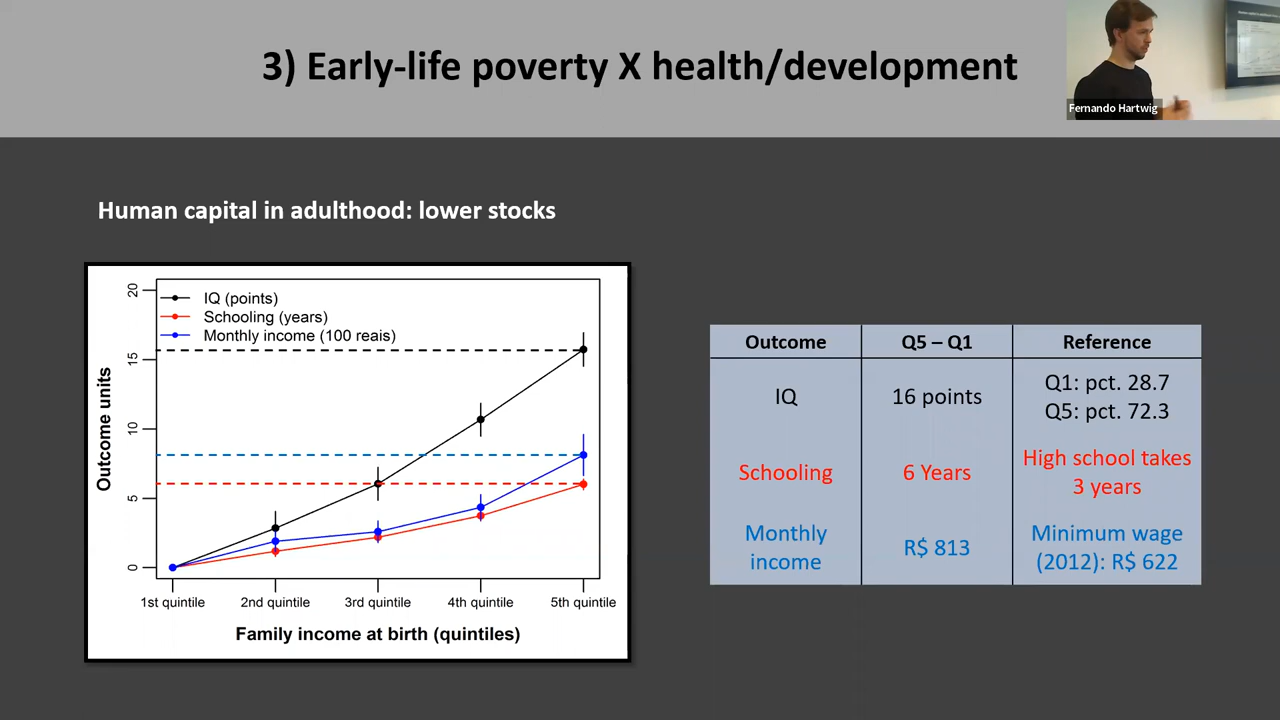 3) Early-life poverty X health/development
Fernando Hartwig
Human capital in adulthood: lower stocks
IQ (points)
Schooling (years)
Monthly income (100 reais)
20
15
10
5
0
Outcome units
1st quintile 2nd quintile 3rd quintile 4th quintile 5th quintile
Family income at birth (quintiles)
Outcome Q5 – Q1 Reference
IQ 16 points Q1: pct. 28.7
Q5: pct. 72.3
Schooling 6 Years High school takes
3 years
Monthly
income R$ 813 Minimum wage
(2012): R$ 622